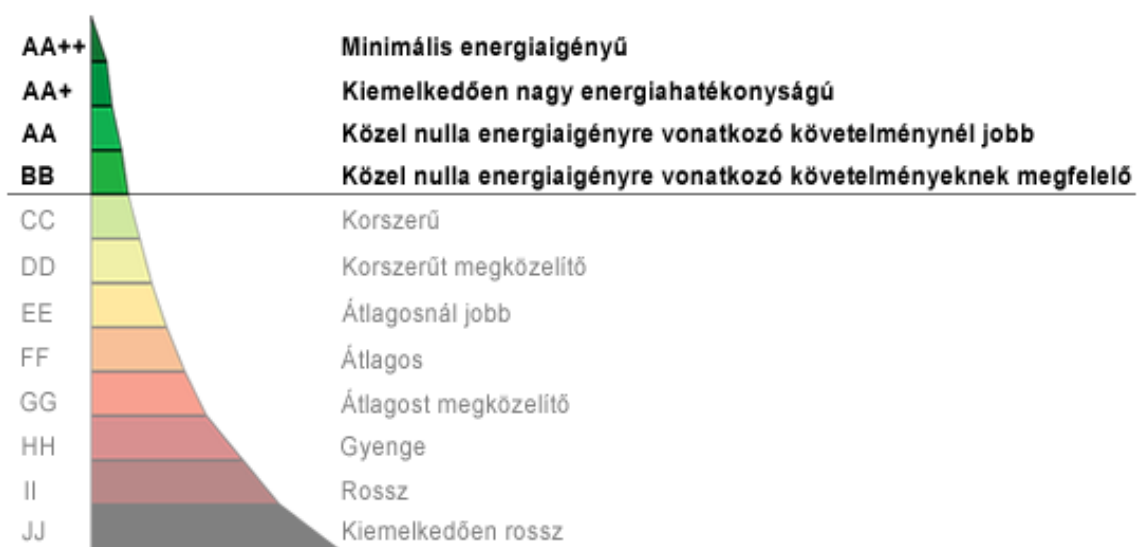 AA++ Minimális energiaigényű
AA+ Kiemelkedően nagy energiahatékonyságú
AA Közel nulla energiaigényre vonatkozó követelménynél jobb
BB Közel nulla energiaigényre vonatkozó követelményeknek megfelelő
CC Korszerű
DD Korszerűt megközelítő
EE Átlagosnál jobb
FF Átlagos
GG Átlagost megközelítő
HH Gyenge
II Rossz
JJ Kiemelkedően rossz